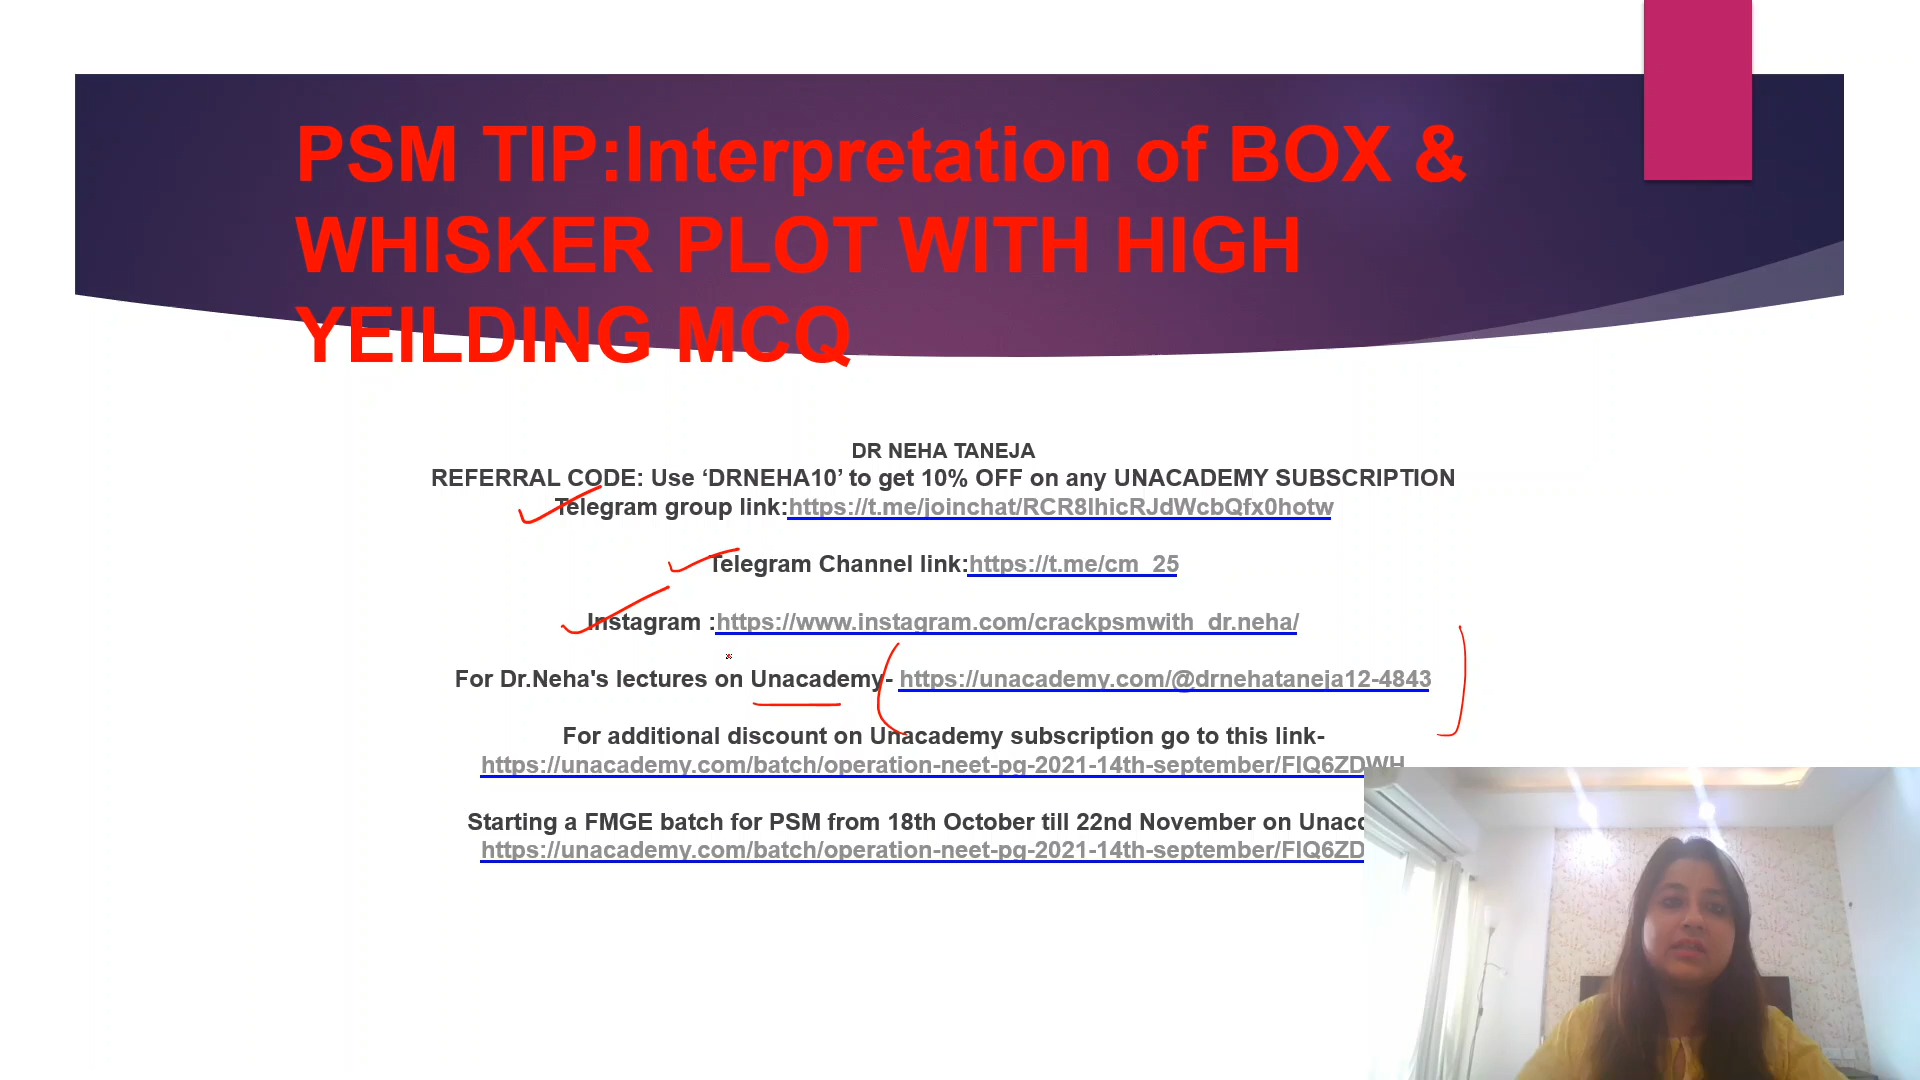 PSM TIP:Interpretation of BOX &
WHISKER PLOT WITH HIGH
YEILDING MCQ
DR NEHA TANEJA
REFERRAL CODE: Use ‘DRNEHA10’ to get 10% OFF on any UNACADEMY SUBSCRIPTION
Telegram group link:https://t.me/joinchat/RCR8IhicRJdWcbQfx0hotw
Telegram Channel link:https://t.me/cm_25
Instagram :https://www.instagram.com/crackpsmwith_dr.neha/
For Dr.Neha's lectures on Unacademy- https://unacademy.com/@drnehataneja12-4843
For additional discount on Unacademy subscription go to this link-
https://unacademy.com/batch/operation-neet-pg-2021-14th-september/FIQ6ZDWH
Starting a FMGE batch for PSM from 18th October till 22nd November on Unac
https://unacademy.com/batch/operation-neet-pg-2021-14th-september/FIQ6ZD